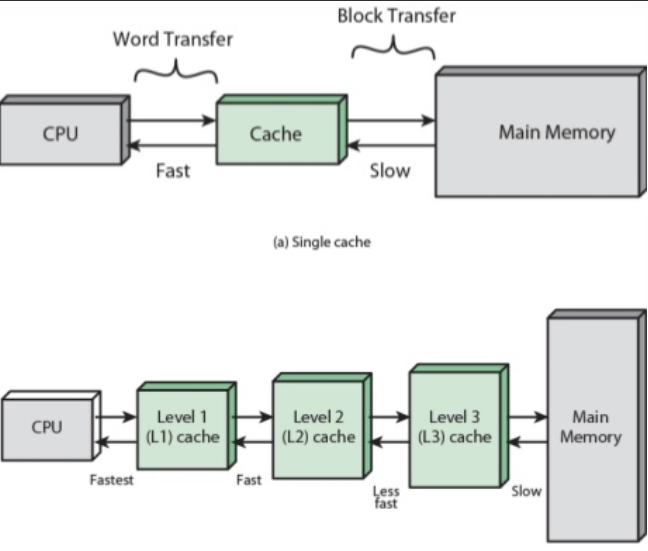 Block Transfer
Word Transfer
CPU
Cache
Main Memory
Fast
Slow
(a) Single cache
CPU
Level 1
(L1) cache
Level 2
(L2) cache
Level 3
(L3) cache
Main
Memory
Fastest
Fast
Less
fast
Slow